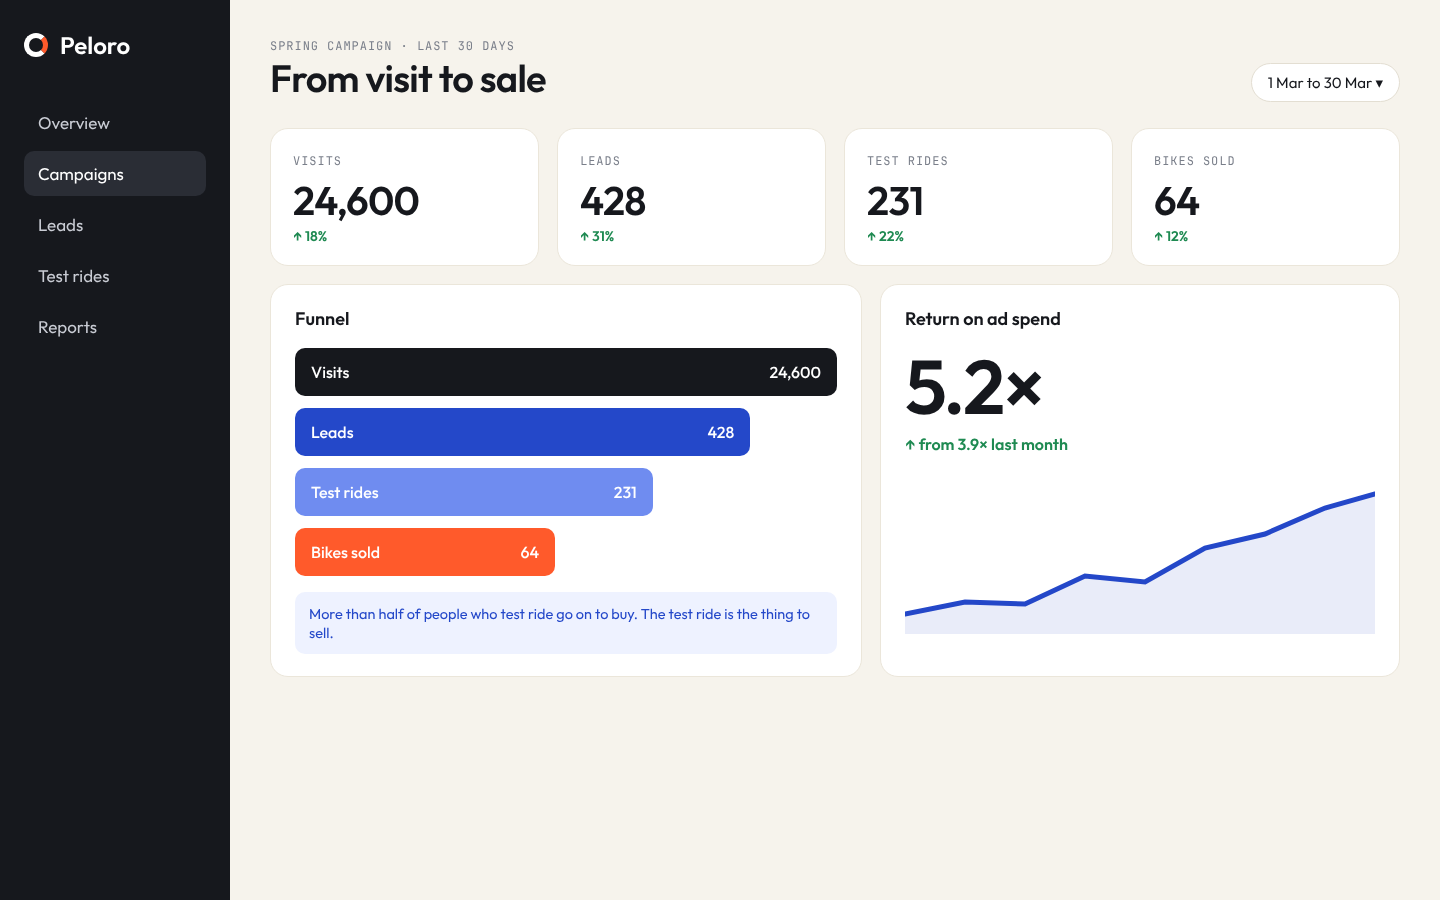 Peloro
Overview
Campaigns
Leads
Test rides
Reports
SPRING CAMPAIGN · LAST 30 DAYS
From visit to sale
1 Mar to 30 Mar ▾
VISITS
24,600
↑ 18%
LEADS
428
↑ 31%
TEST RIDES
231
↑ 22%
BIKES SOLD
64
↑ 12%
Funnel
Visits 24,600
Leads 428
Test rides 231
Bikes sold 64
More than half of people who test ride go on to buy. The test ride is the thing to
sell.
Return on ad spend
5.2×
↑ from 3.9× last month